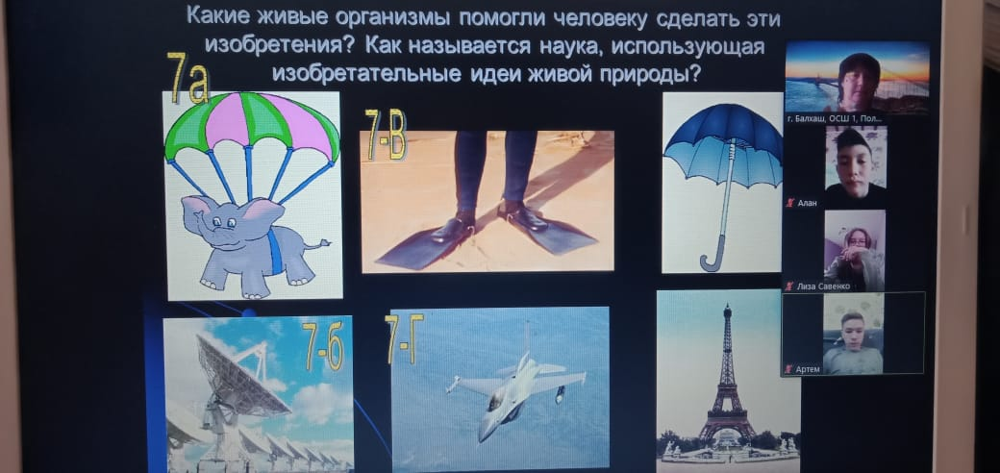 Какие живые организмы помогли человеку сделать эти
изобретения? Как называется наука, использующая
изобретательные идеи живой природы?
7а
7-В
г. Балхаш, ОСШ 1, Пол...
Алан
Лиза Савенко
7-б
7-Г
Артем